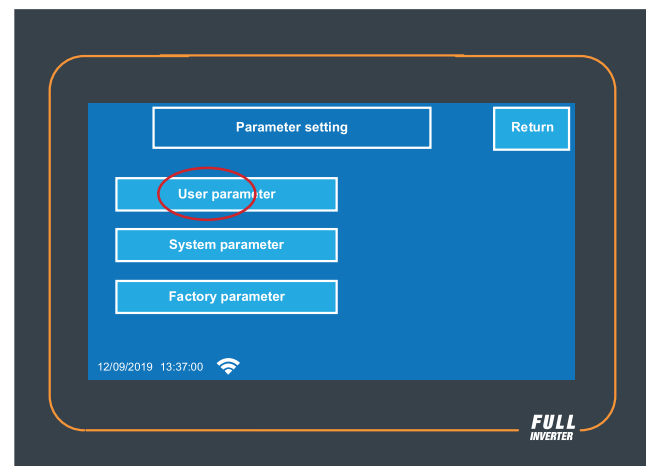 Parameter setting
Return
User parameter
System parameter
Factory parameter
12/09/2019 13:37:00
FULL
INVERTER